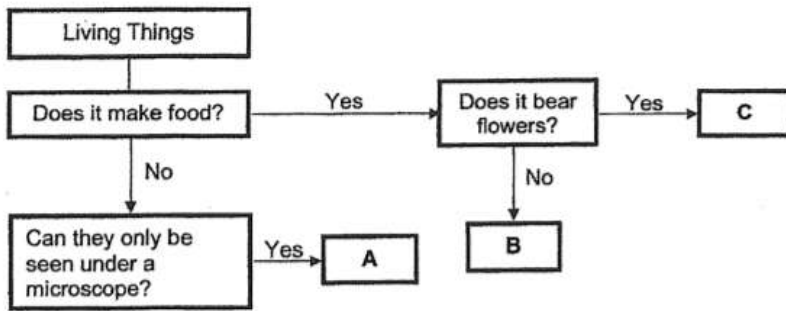 Living Things
Does it make food?
Yes
Does it bear
flowers?
Yes
C
No
No
Can they only be
seen under a
microscope?
Yes
A
B